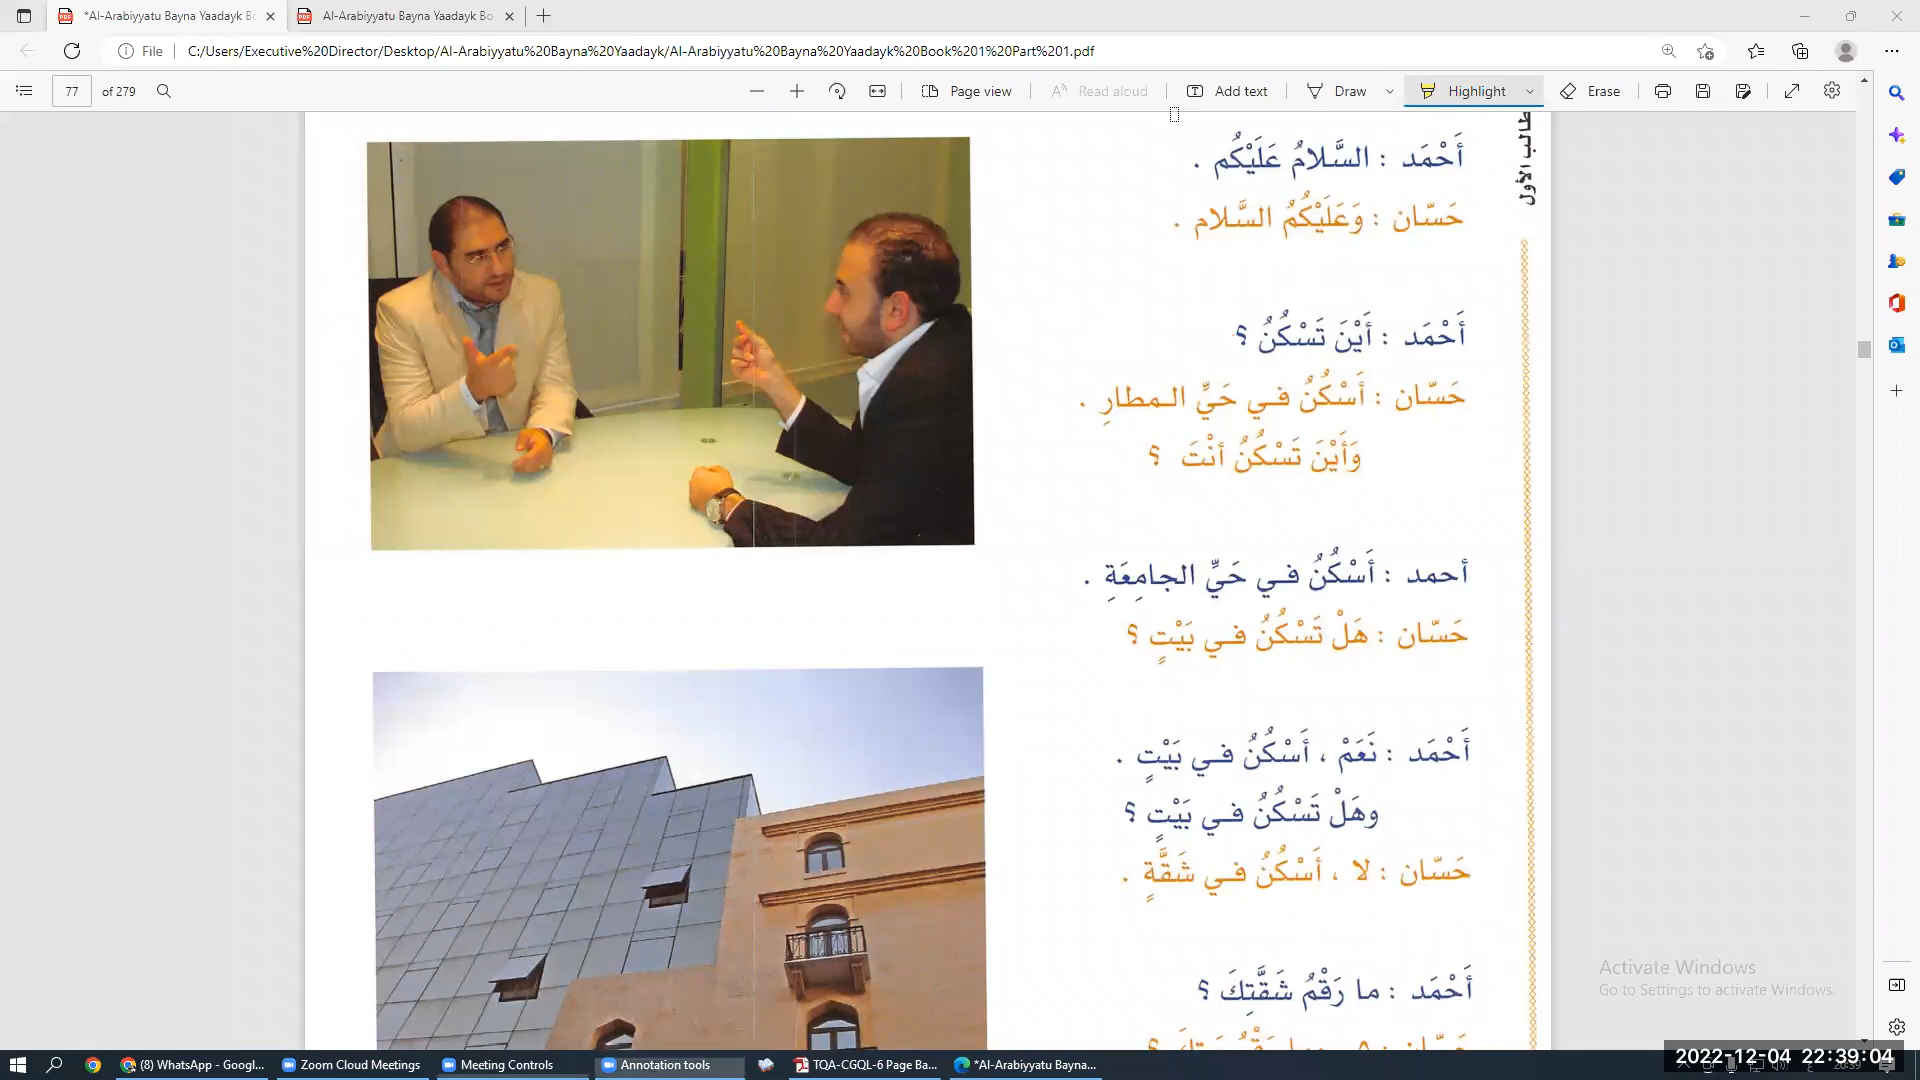 *Al-Arabiyyatu Bayna Yaadayk Bo
Al-Arabiyyatu Bayna Yaadayk Bo
File
C:/Users/Executive%20Director/Desktop/Al-Arabiyyatu%20Bayna%20Yaadayk/Al-Arabiyyatu%20Bayna%20Yaadayk%20Book%201%20Part%201.pdf
77 of 279
Page view
Read aloud
Add text
Draw
Highlight
Erase
طالب الأول
أَحْمَد : السَّلامُ عَلَيْكُم .
حَسّان : وَعَلَيْكُمُ السَّلام .
أَحْمَد : أَيْنَ تَسْكُنُ ؟
حَسّان : أَسْكُنُ في حَيِّ المطارِ .
وَأَيْنَ تَسْكُنُ أنْتَ ؟
أحمد : أَسْكُنُ في حَيِّ الجامِعَةِ .
حَسّان : هَلْ تَسْكُنُ في بَيْتٍ ؟
أَحْمَد : نَعَمْ ، أَسْكُنُ في بَيْتٍ .
وهَلْ تَسْكُنُ في بَيْتٍ ؟
حَسّان : لا ، أَسْكُنُ في شَقَّةٍ .
أَحْمَد : ما رَقْمُ شَقَّتِكَ ؟
Activate Windows
Go to Settings to activate Windows.
(8) WhatsApp - Googl...
Zoom Cloud Meetings
Meeting Controls
Annotation tools
TQA-CGQL-6 Page Ba...
*Al-Arabiyyatu Bayna...
2022-12-04 22:39:04